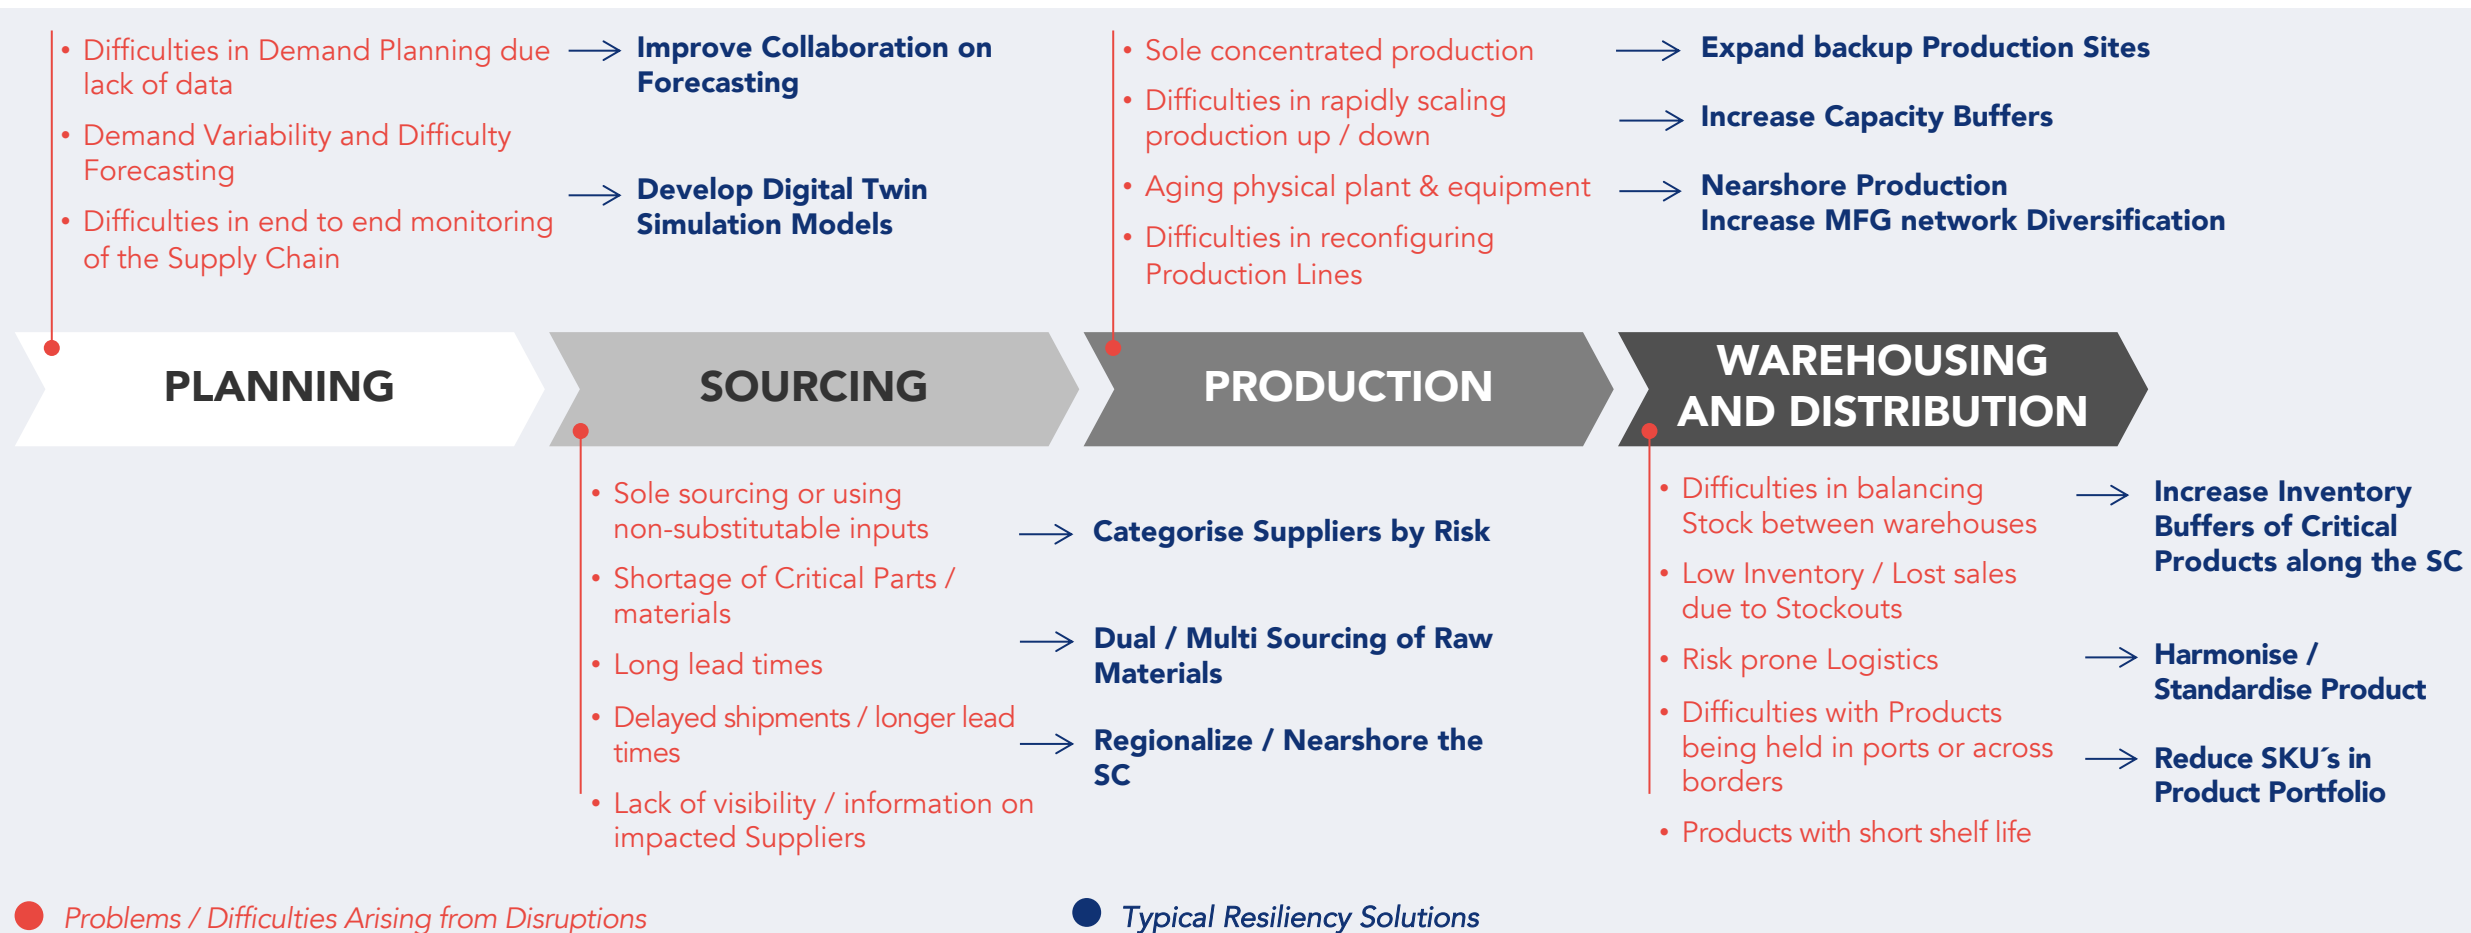 • Difficulties in Demand Planning due
lack of data
• Demand Variability and Difficulty
Forecasting
• Difficulties in end to end monitoring
of the Supply Chain
Improve Collaboration on
Forecasting
Develop Digital Twin
Simulation Models
• Sole concentrated production
• Difficulties in rapidly scaling
production up / down
• Aging physical plant & equipment
• Difficulties in reconfiguring
Production Lines
Expand backup Production Sites
Increase Capacity Buffers
Nearshore Production
Increase MFG network Diversification
PLANNING
SOURCING
PRODUCTION
WAREHOUSING
AND DISTRIBUTION
• Sole sourcing or using
non-substitutable inputs
• Shortage of Critical Parts /
materials
• Long lead times
• Delayed shipments / longer lead
times
• Lack of visibility / information on
impacted Suppliers
Categorise Suppliers by Risk
Dual / Multi Sourcing of Raw
Materials
Regionalize / Nearshore the
SC
• Difficulties in balancing
Stock between warehouses
• Low Inventory / Lost sales
due to Stockouts
• Risk prone Logistics
• Difficulties with Products
being held in ports or across
borders
• Products with short shelf life
Increase Inventory
Buffers of Critical
Products along the SC
Harmonise /
Standardise Product
Reduce SKU´s in
Product Portfolio
Problems / Difficulties Arising from Disruptions
Typical Resiliency Solutions